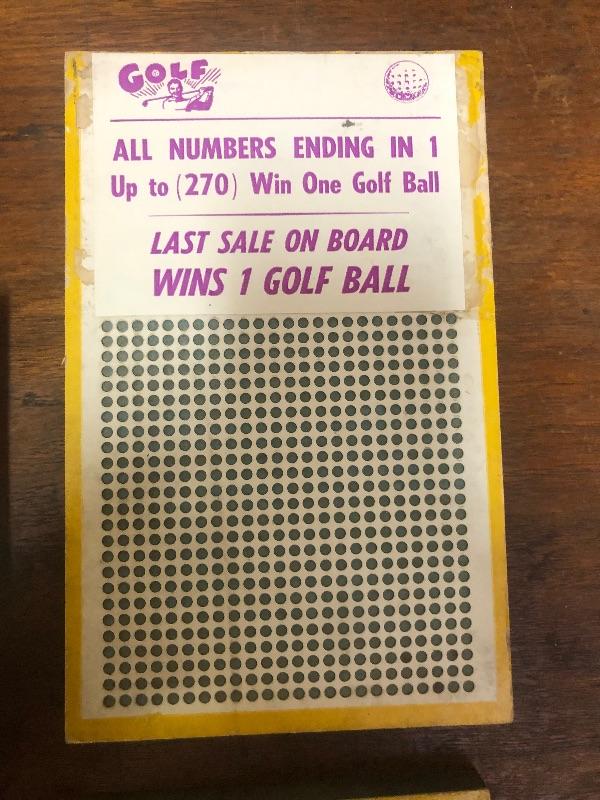 GOLF
ALL NUMBERS ENDING IN 1
Up to (270) Win One Golf Ball
LAST SALE ON BOARD
WINS 1 GOLF BALL